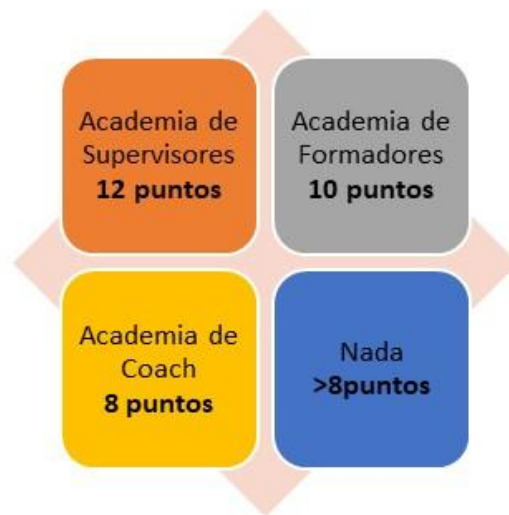 Academia de
Supervisores
12 puntos
Academia de
Formadores
10 puntos
Academia de
Coach
8 puntos
Nada
>8puntos